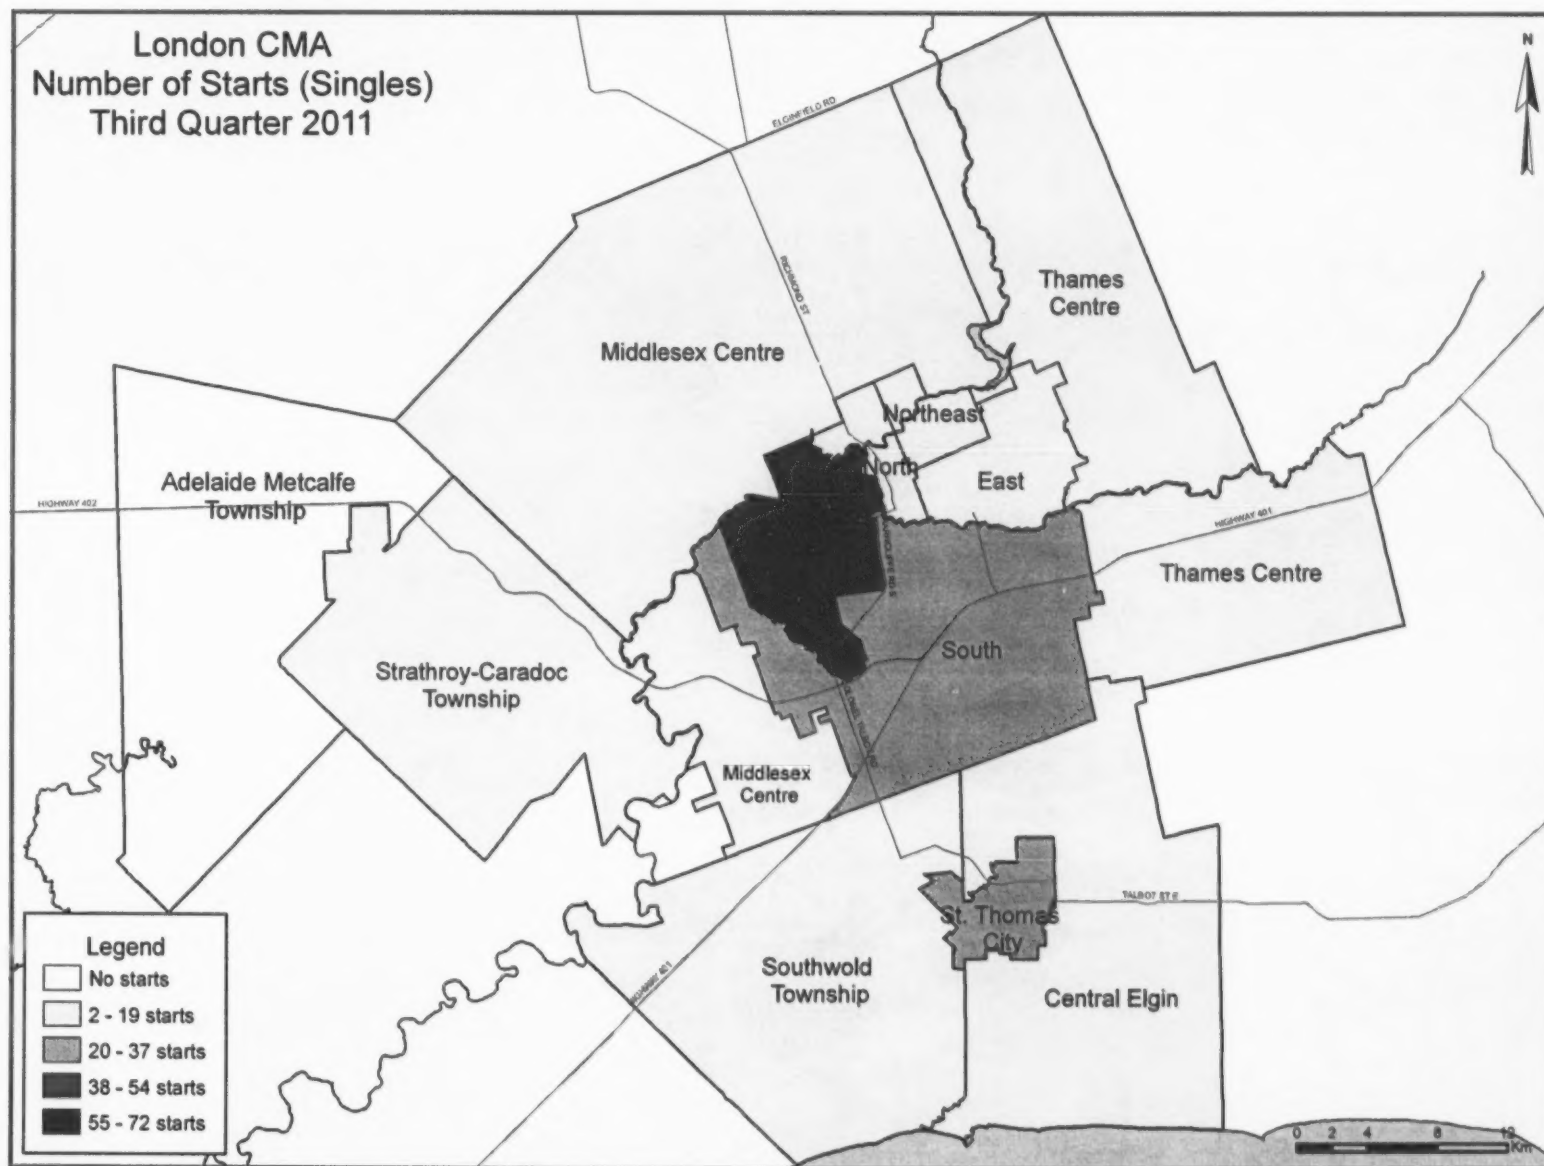 London CMA
Number of Starts (Singles)
Third Quarter 2011
N
ELGINFIELD RD
RICHMOND ST
Thames
Centre
Middlesex Centre
Northeast
North
East
Adelaide Metcalfe
Township
HIGHWAY 402
HIGHWAY 401
Thames Centre
South
Strathroy-Caradoc
Township
Middlesex
Centre
TALBOT ST E
St. Thomas
City
Southwold
Township
HIGHWAY 401
Central Elgin
Legend
No starts
2 - 19 starts
20 - 37 starts
38 - 54 starts
55 - 72 starts
0 2 4 8 12
Km